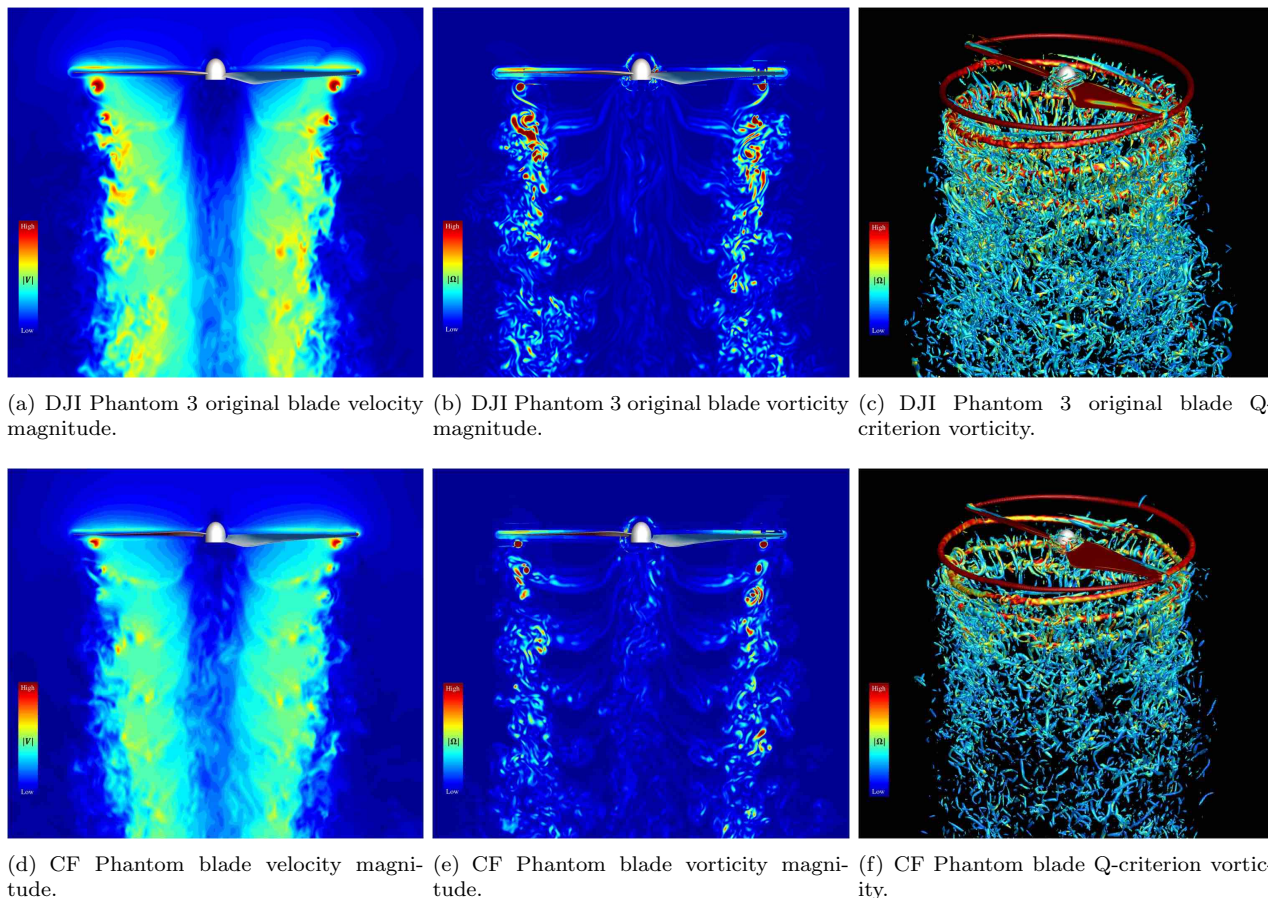 High
|V|
Low
High
|Ω|
Low
High
|Ω|
Low
(a) DJI Phantom 3 original blade velocity
magnitude.
(b) DJI Phantom 3 original blade vorticity
magnitude.
(c) DJI Phantom 3 original blade Q-
criterion vorticity.
High
|V|
Low
High
|Ω|
Low
High
|Ω|
Low
(d) CF Phantom blade velocity magni-
tude.
(e) CF Phantom blade vorticity magni-
tude.
(f) CF Phantom blade Q-criterion vortic-
ity.